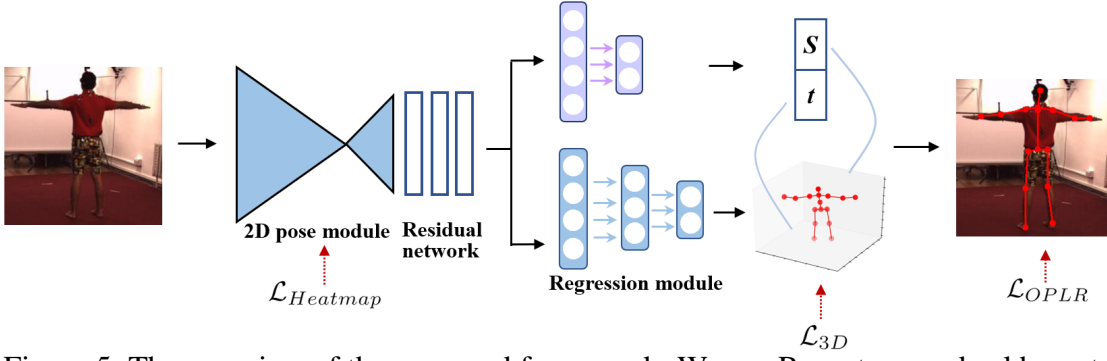 S
t
2D pose module
Residual
network
Regression module
ℒHeatmap
ℒ3D
ℒOPLR